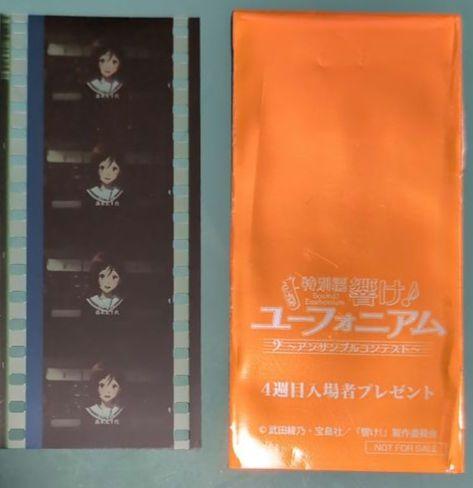 特別編
Sound!
Euphonium
響け!
ユーフォニアム
～アンサンブルコンテスト～
4週目入場者プレゼント
©武田綾乃・宝島社/『響け!』製作委員会
NOT FOR SALE